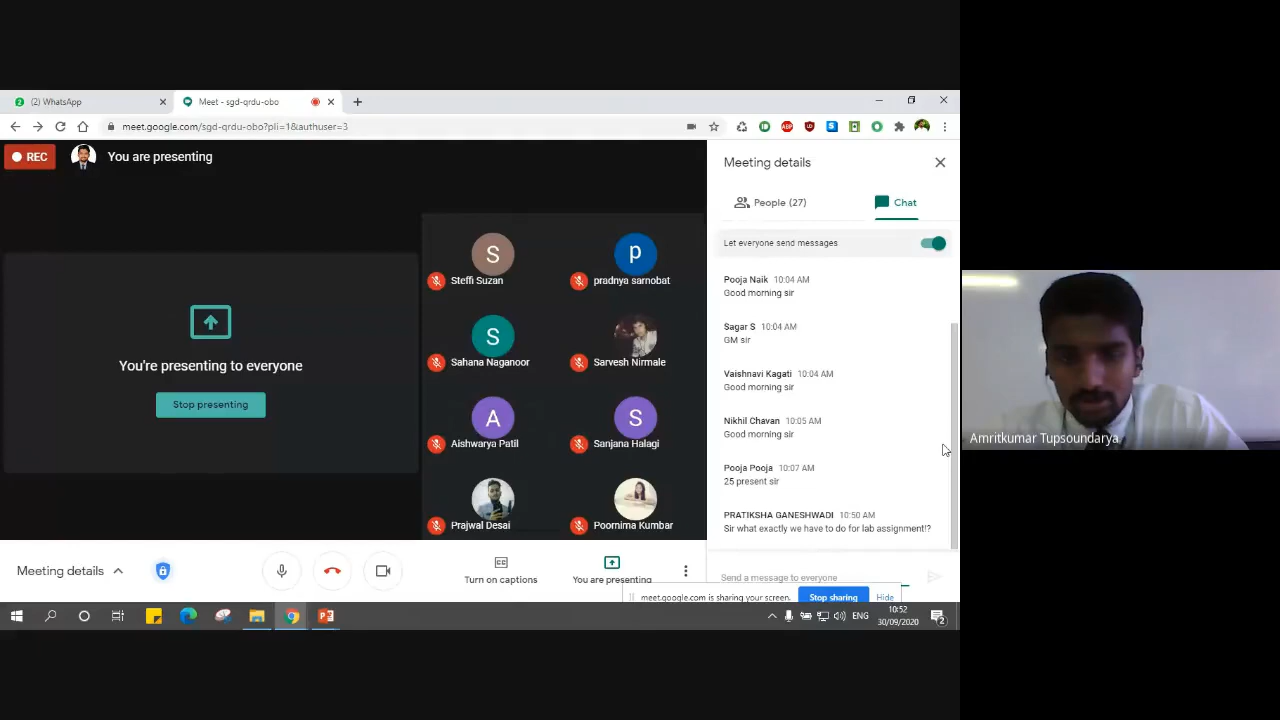 (2) WhatsApp
Meet - sgd-qrdu-obo
meet.google.com/sgd-qrdu-obo?pli=1&authuser=3
ABP
REC
You are presenting
You're presenting to everyone
Stop presenting
S
Steffi Suzan
p
pradnya sarnobat
S
Sahana Naganoor
Sarvesh Nirmale
A
Aishwarya Patil
S
Sanjana Halagi
Prajwal Desai
Poornima Kumbar
Meeting details
People (27)
Chat
Let everyone send messages
Pooja Naik 10:04 AM
Good morning sir
Sagar S 10:04 AM
GM sir
Vaishnavi Kagati 10:04 AM
Good morning sir
Nikhil Chavan 10:05 AM
Good morning sir
Pooja Pooja 10:07 AM
25 present sir
PRATIKSHA GANESHWADI 10:50 AM
Sir what exactly we have to do for lab assignment!?
Send a message to everyone
Amritkumar Tupsoundarya
Meeting details
Turn on captions
You are presenting
meet.google.com is sharing your screen.
Stop sharing
Hide
ENG
10:52
30/09/2020
2